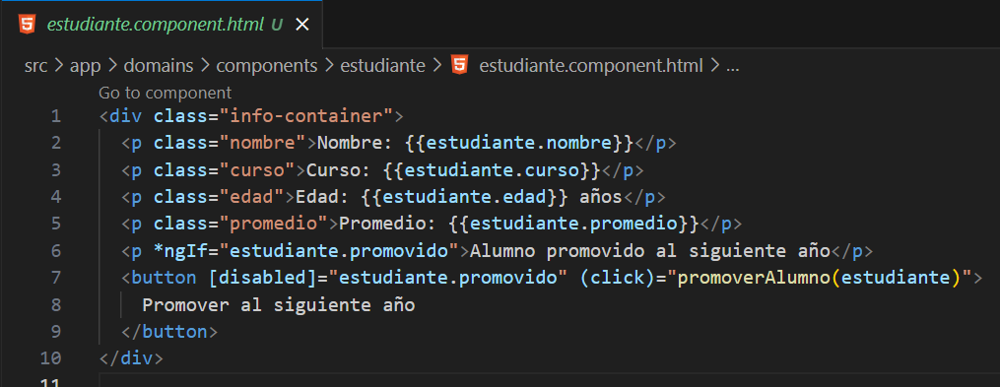 estudiante.component.html U
src > app > domains > components > estudiante > estudiante.component.html > ...
Go to component
1 <div class="info-container">
2 <p class="nombre">Nombre: {{estudiante.nombre}}</p>
3 <p class="curso">Curso: {{estudiante.curso}}</p>
4 <p class="edad">Edad: {{estudiante.edad}} años</p>
5 <p class="promedio">Promedio: {{estudiante.promedio}}</p>
6 <p *ngIf="estudiante.promovido">Alumno promovido al siguiente año</p>
7 <button [disabled]="estudiante.promovido" (click)="promoverAlumno(estudiante)">
8 Promover al siguiente año
9 </button>
10 </div>
11